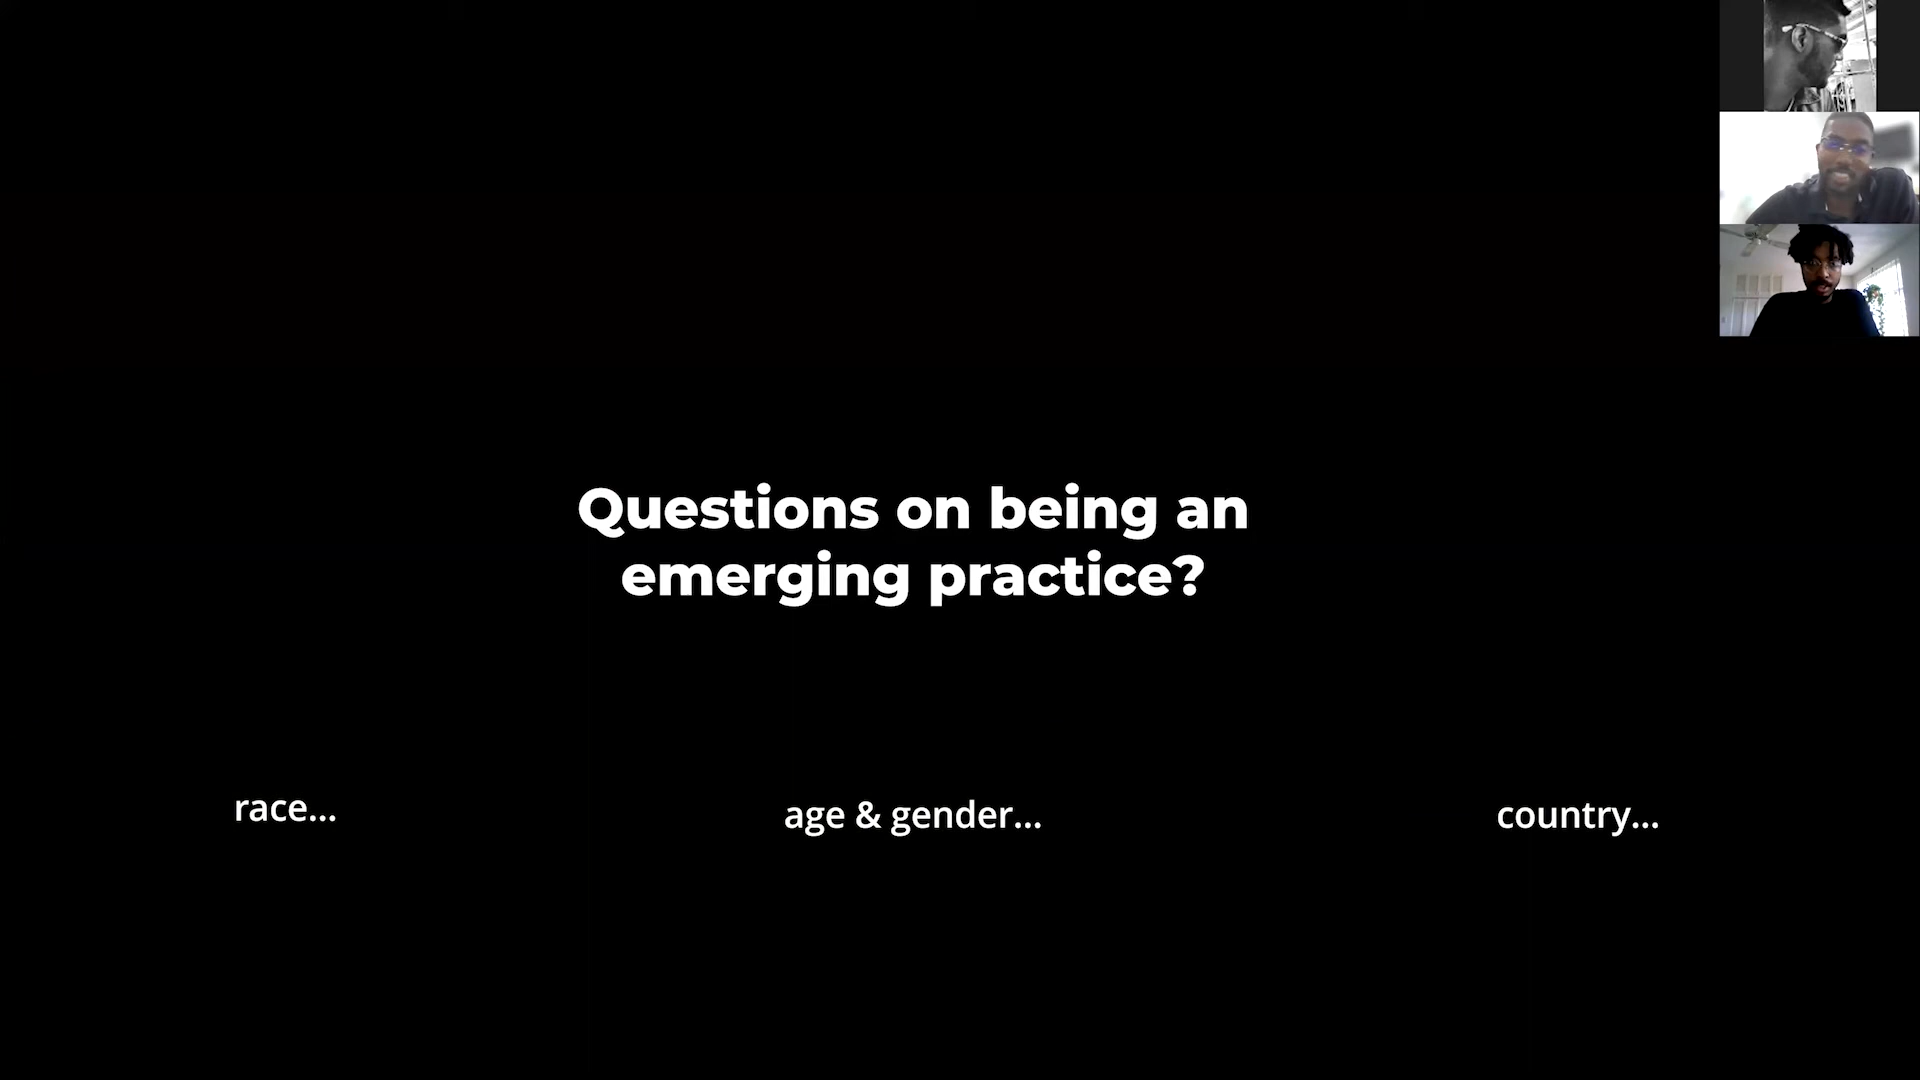 Questions on being an
emerging practice?
race...
age & gender...
country...